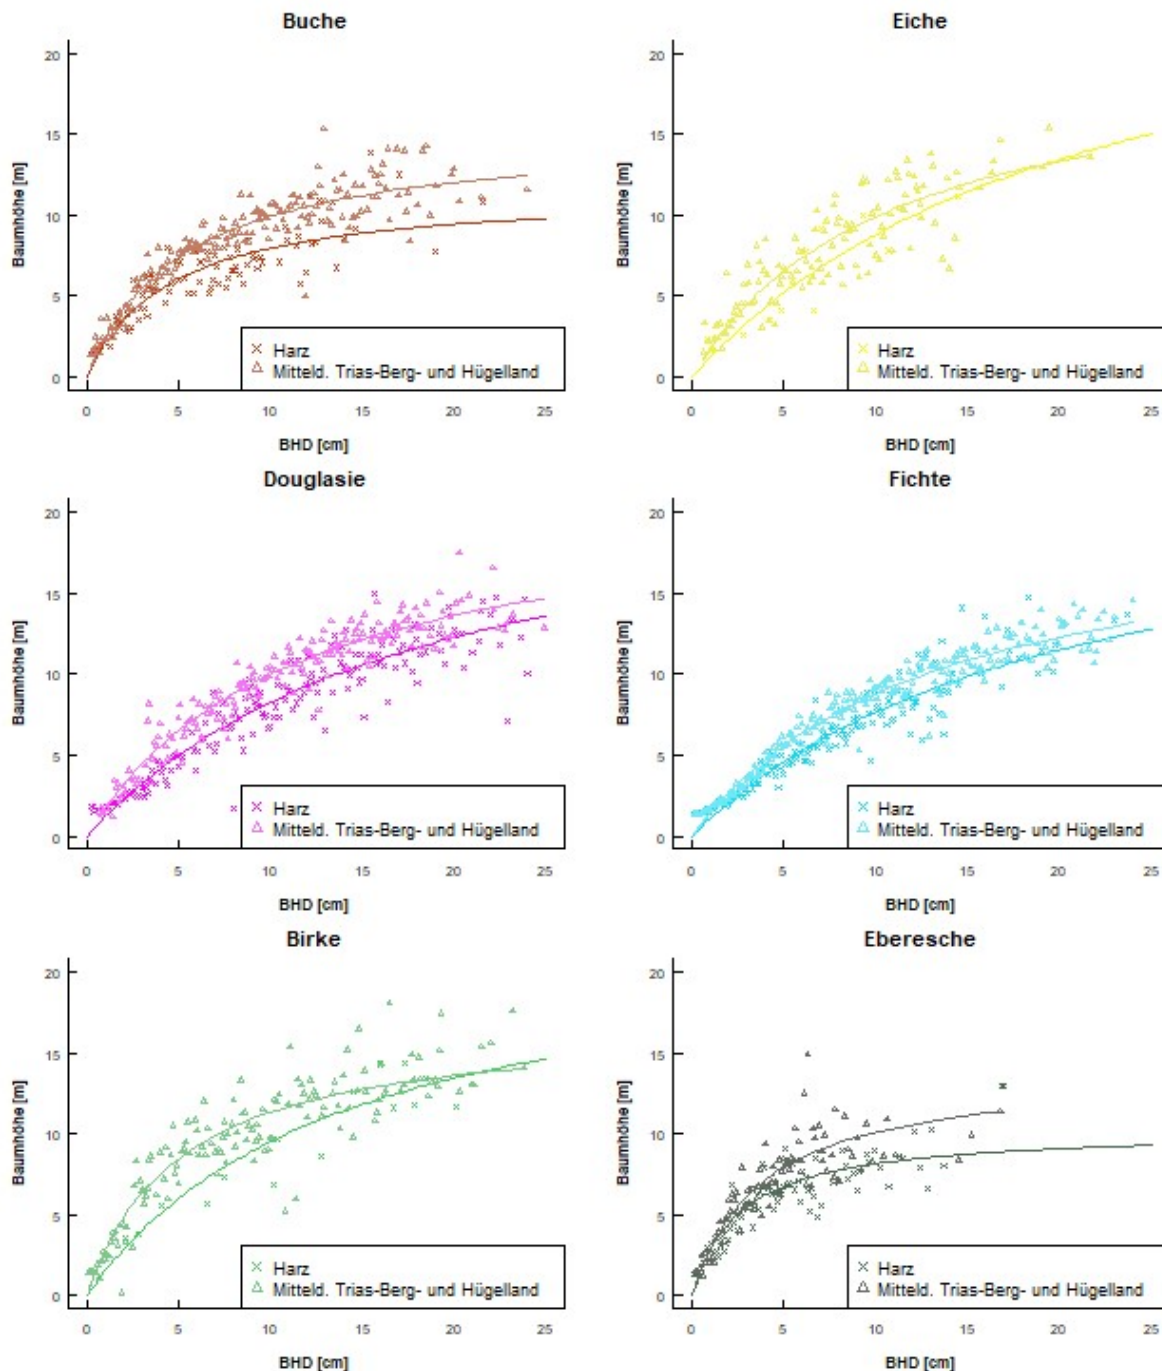 Buche
20
15
10
5
0
Baumhöhe [m]
Harz
Mitteld. Trias-Berg- und Hügelland
0 5 10 15 20 25
BHD [cm]
Eiche
20
15
10
5
0
Baumhöhe [m]
Harz
Mitteld. Trias-Berg- und Hügelland
0 5 10 15 20 25
BHD [cm]
Douglasie
20
15
10
5
0
Baumhöhe [m]
Harz
Mitteld. Trias-Berg- und Hügelland
0 5 10 15 20 25
BHD [cm]
Fichte
20
15
10
5
0
Baumhöhe [m]
Harz
Mitteld. Trias-Berg- und Hügelland
0 5 10 15 20 25
BHD [cm]
Birke
20
15
10
5
0
Baumhöhe [m]
Harz
Mitteld. Trias-Berg- und Hügelland
0 5 10 15 20 25
BHD [cm]
Eberesche
20
15
10
5
0
Baumhöhe [m]
Harz
Mitteld. Trias-Berg- und Hügelland
0 5 10 15 20 25
BHD [cm]